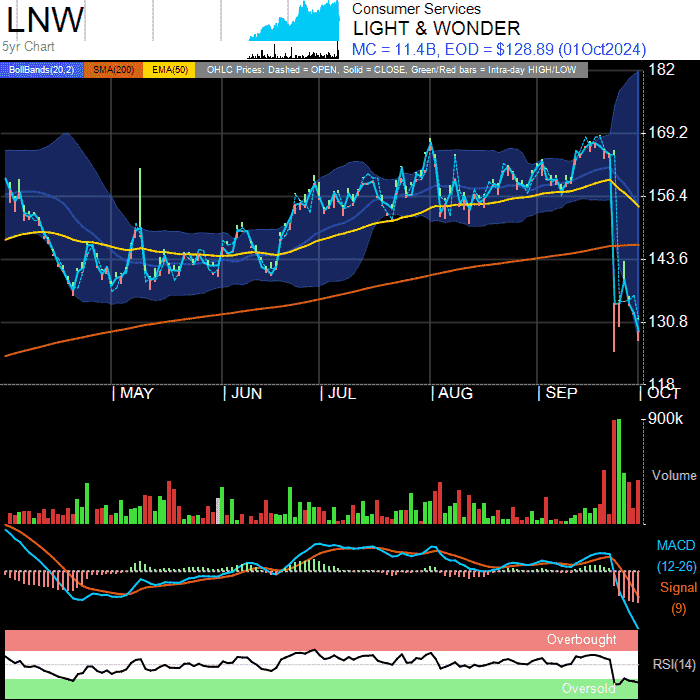 LNW
5yr Chart
Consumer Services
LIGHT & WONDER
MC = 11.4B, EOD = $128.89 (01Oct2024)
BollBands(20,2) SMA(200) EMA(50) OHLC Prices: Dashed = OPEN, Solid = CLOSE, Green/Red bars = Intra-day HIGH/LOW
182
169.2
156.4
143.6
130.8
118
MAY JUN JUL AUG SEP OCT
900k
Volume
MACD
(12-26)
Signal
(9)
Overbought
RSI(14)
Oversold